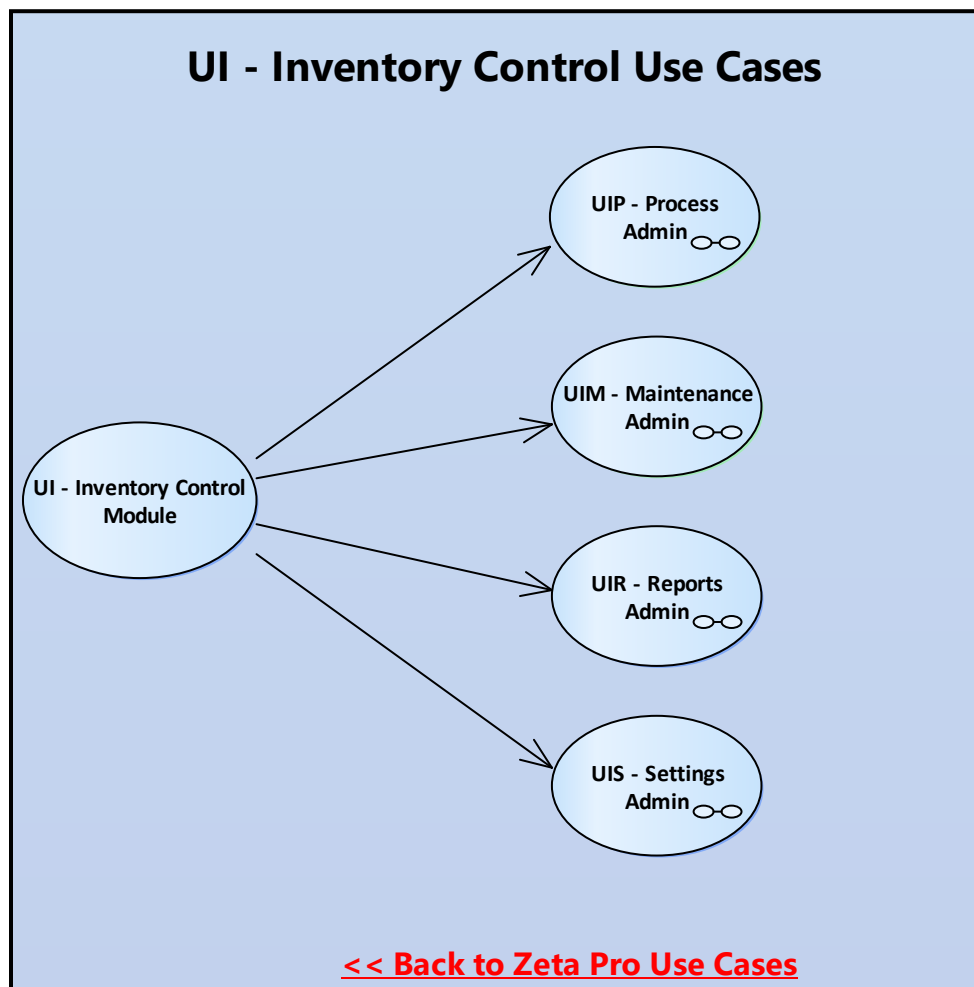 UI - Inventory Control Use Cases
UIP - Process
Admin
UIM - Maintenance
Admin
UI - Inventory Control
Module
UIR - Reports
Admin
UIS - Settings
Admin
<< Back to Zeta Pro Use Cases